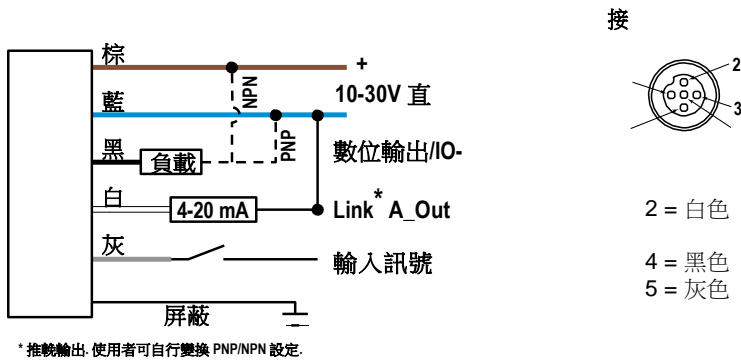 接
棕
+
NPN
10-30V 直
藍
PNP
黑
負載
數位輸出/IO-
白
4-20 mA
Link* A_Out
灰
輸入訊號
屏蔽
* 推輓輸出. 使用者可自行變換 PNP/NPN 設定.
2
3
2 = 白色
4 = 黑色
5 = 灰色